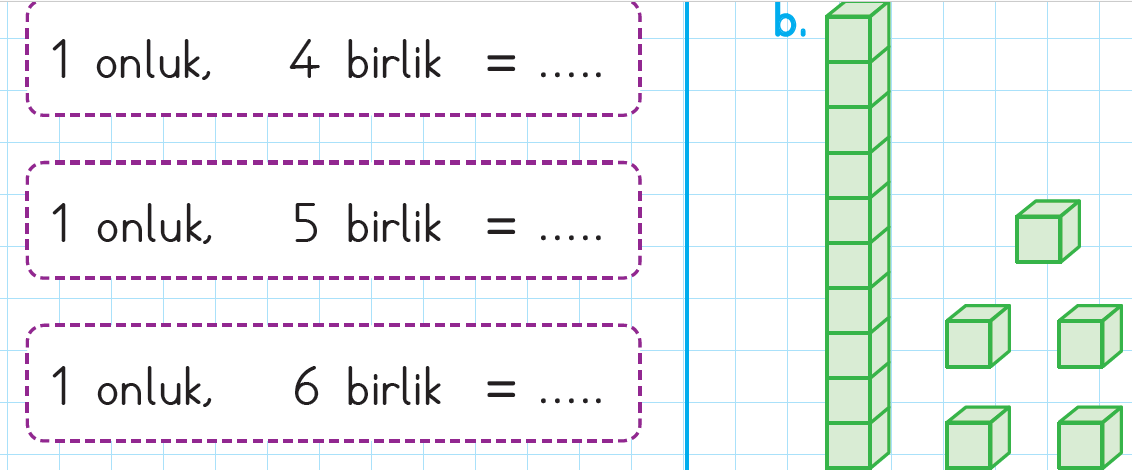 1 onluk, 4 birlik = .....
1 onluk, 5 birlik = .....
1 onluk, 6 birlik = .....
b.